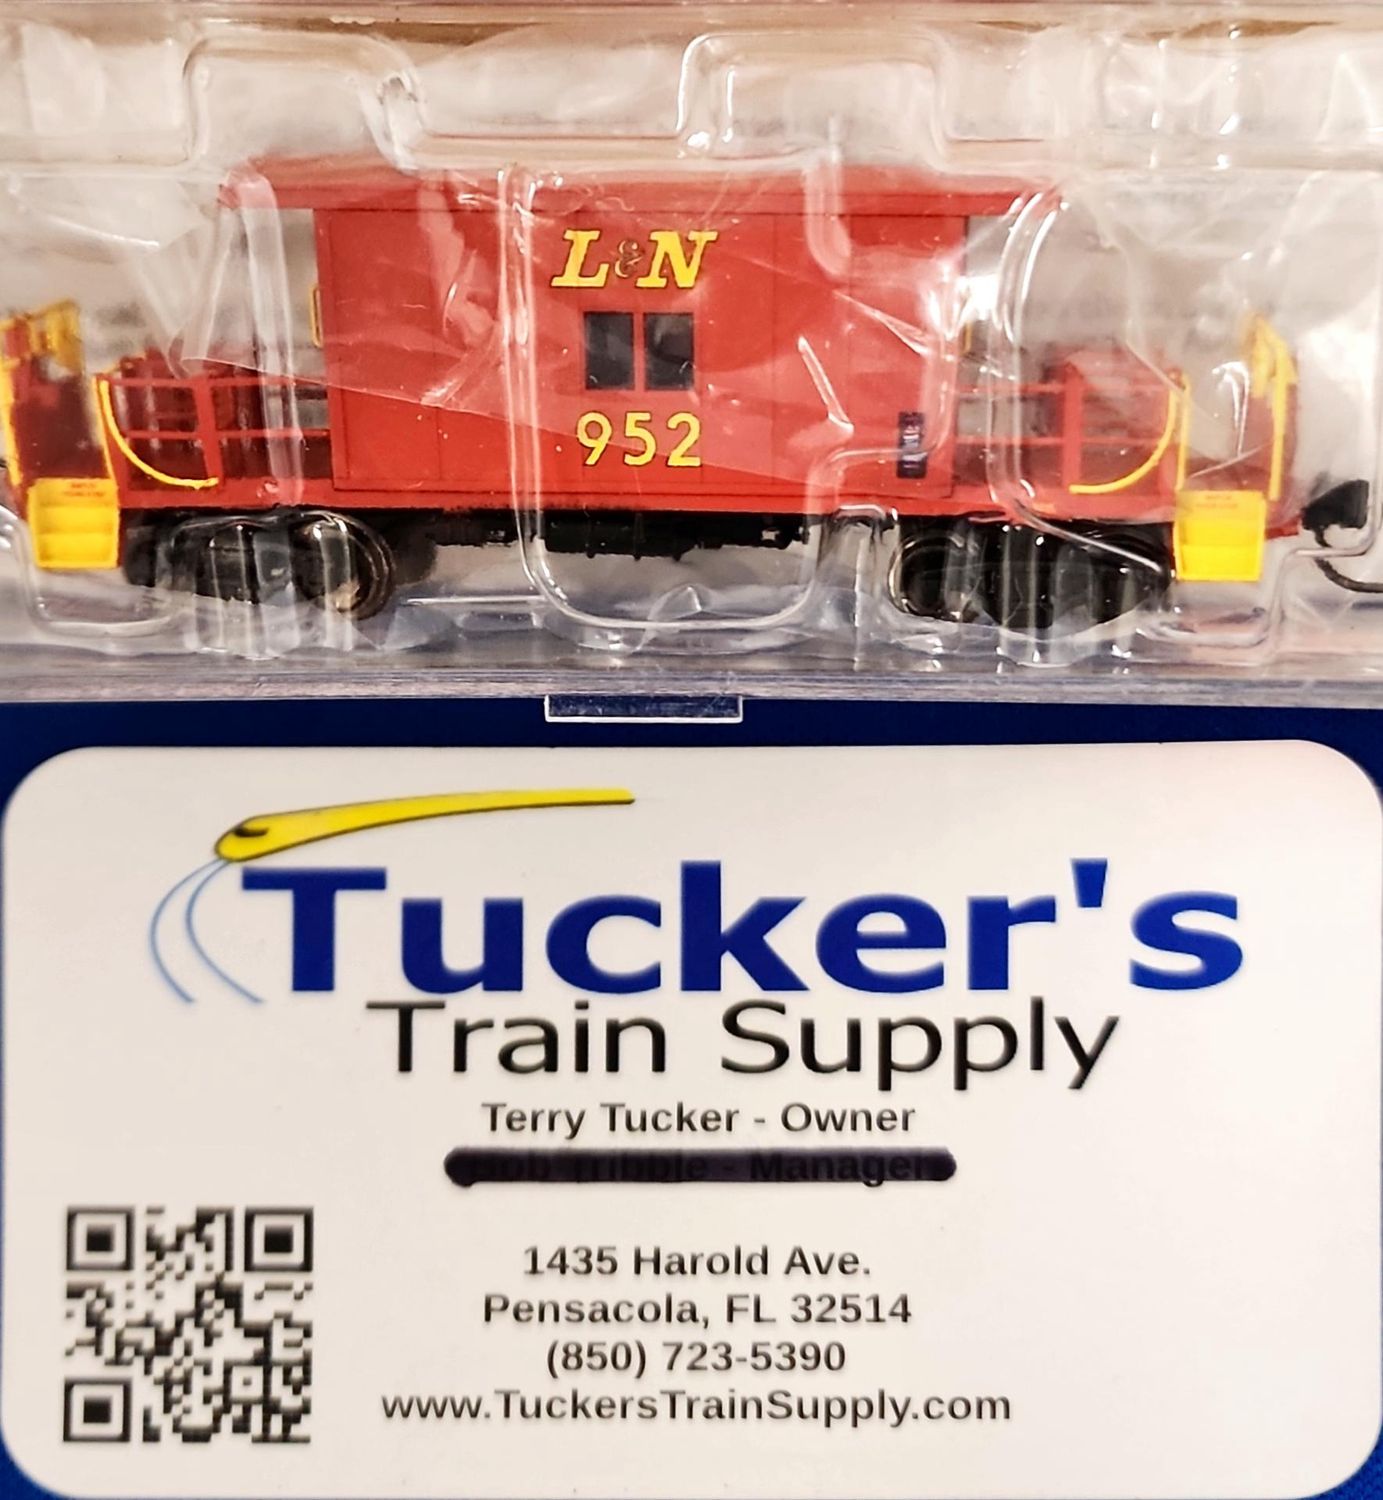 L&N
952
Tucker's
Train Supply
Terry Tucker - Owner
Manager
1435 Harold Ave.
Pensacola, FL 32514
(850) 723-5390
www.TuckersTrainSupply.com